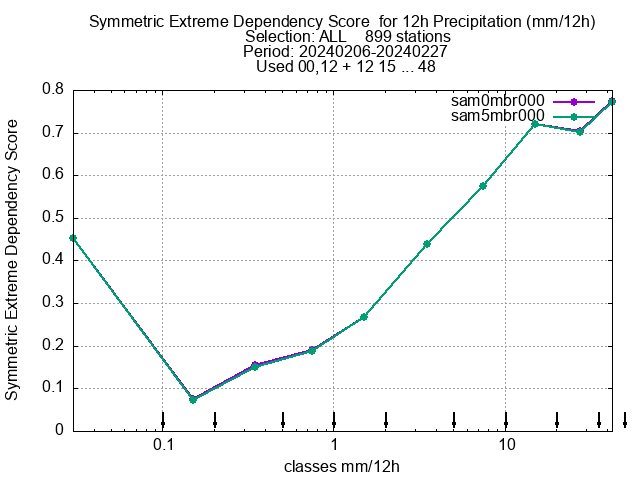 Symmetric Extreme Dependency Score  for 12h Precipitation (mm/12h)
Selection: ALL    899 stations
Period: 20240206-20240227
Used 00,12 + 12 15 ... 48
sam0mbr000
sam5mbr000
Symmetric Extreme Dependency Score
0.8
0.7
0.6
0.5
0.4
0.3
0.2
0.1
0
0.1 1 10
classes mm/12h